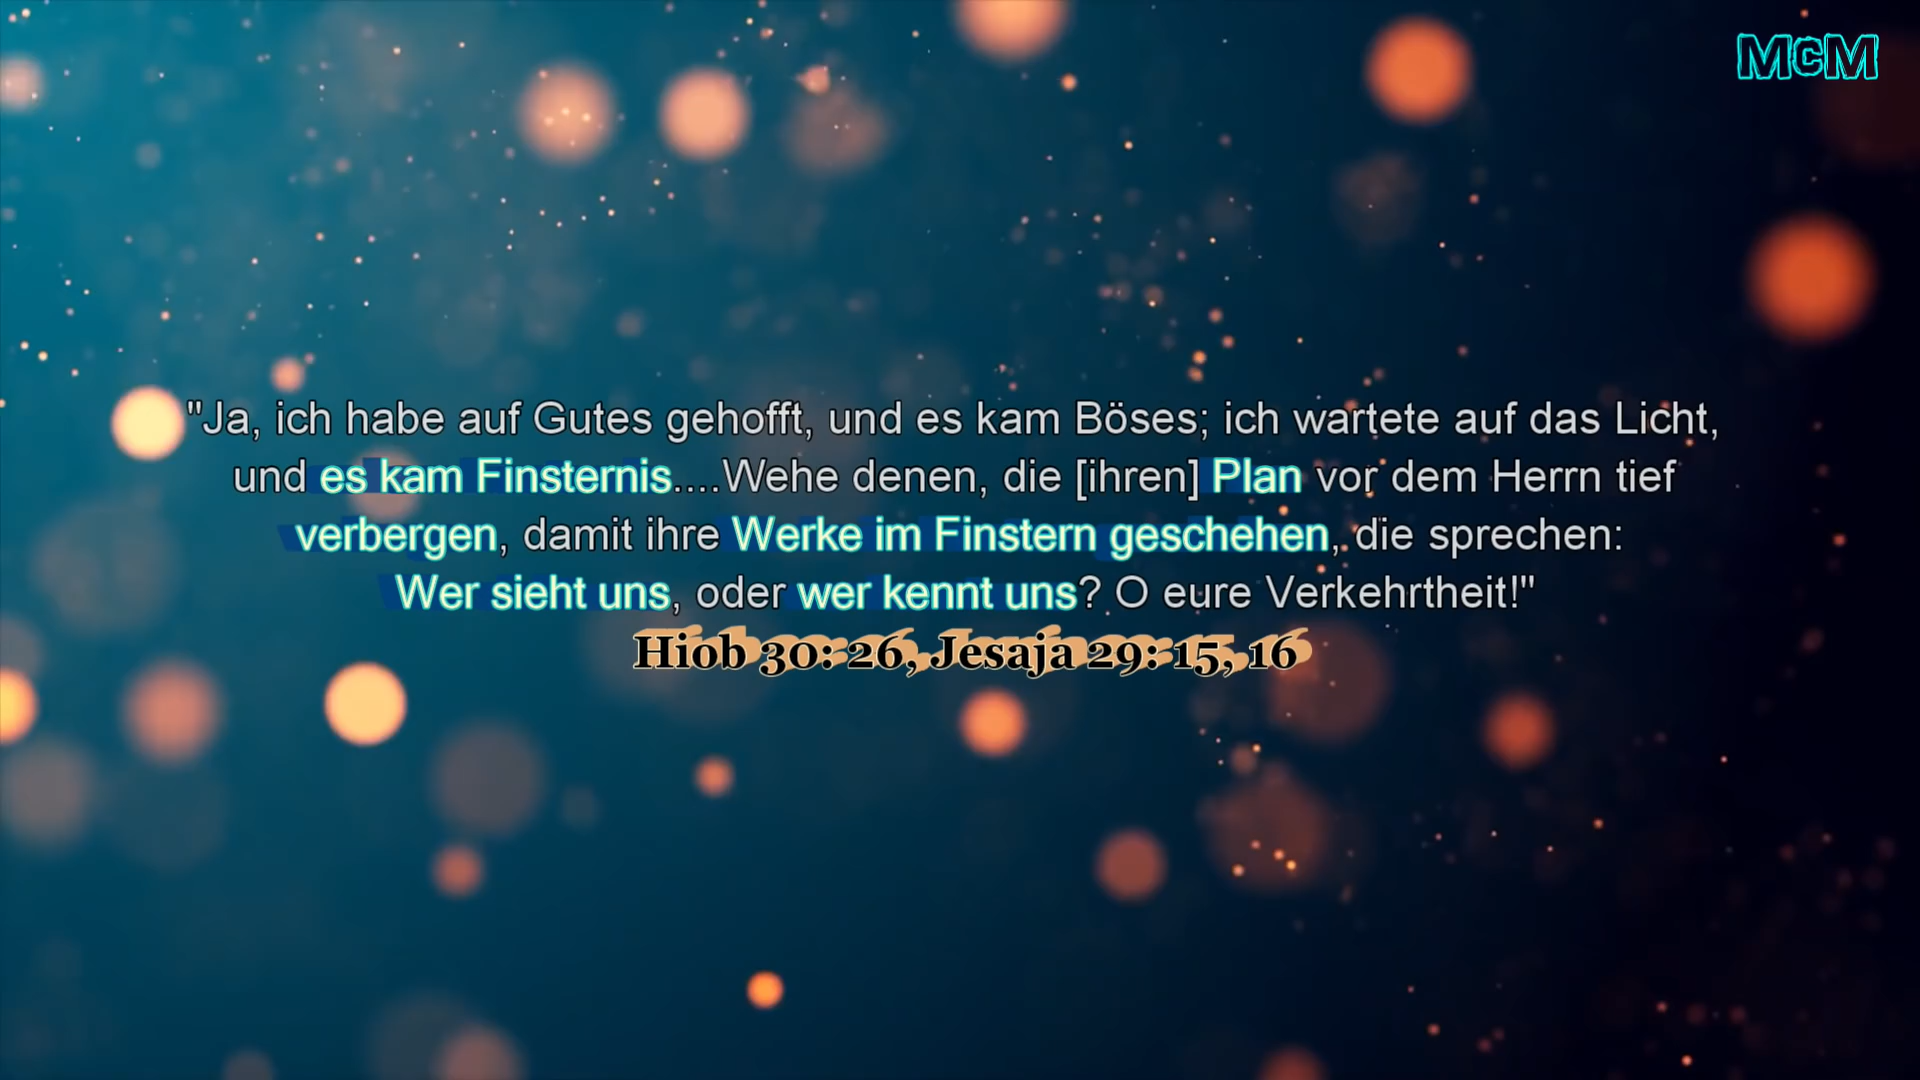 McM
"Ja, ich habe auf Gutes gehofft, und es kam Böses; ich wartete auf das Licht,
und es kam Finsternis....Wehe denen, die [ihren] Plan vor dem Herrn tief
verbergen, damit ihre Werke im Finstern geschehen, die sprechen:
Wer sieht uns, oder wer kennt uns? O eure Verkehrtheit!"
Hiob 30: 26, Jesaja 29: 15, 16